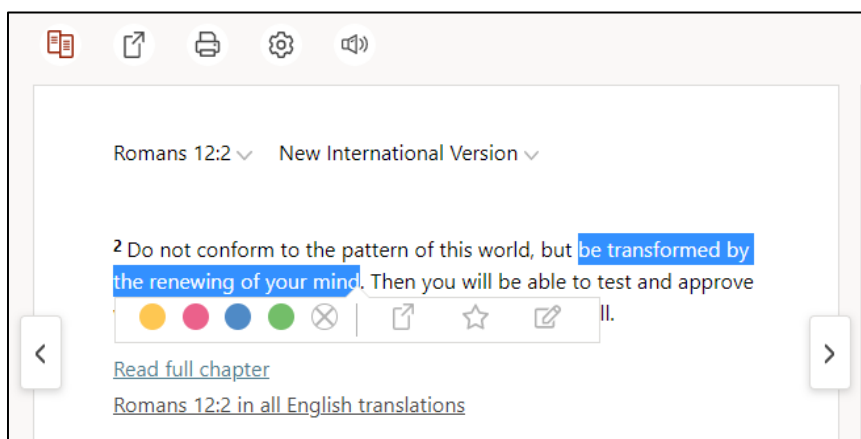 Romans 12:2 New International Version
2 Do not conform to the pattern of this world, but be transformed by
the renewing of your mind. Then you will be able to test and approve
ll.
Read full chapter
Romans 12:2 in all English translations